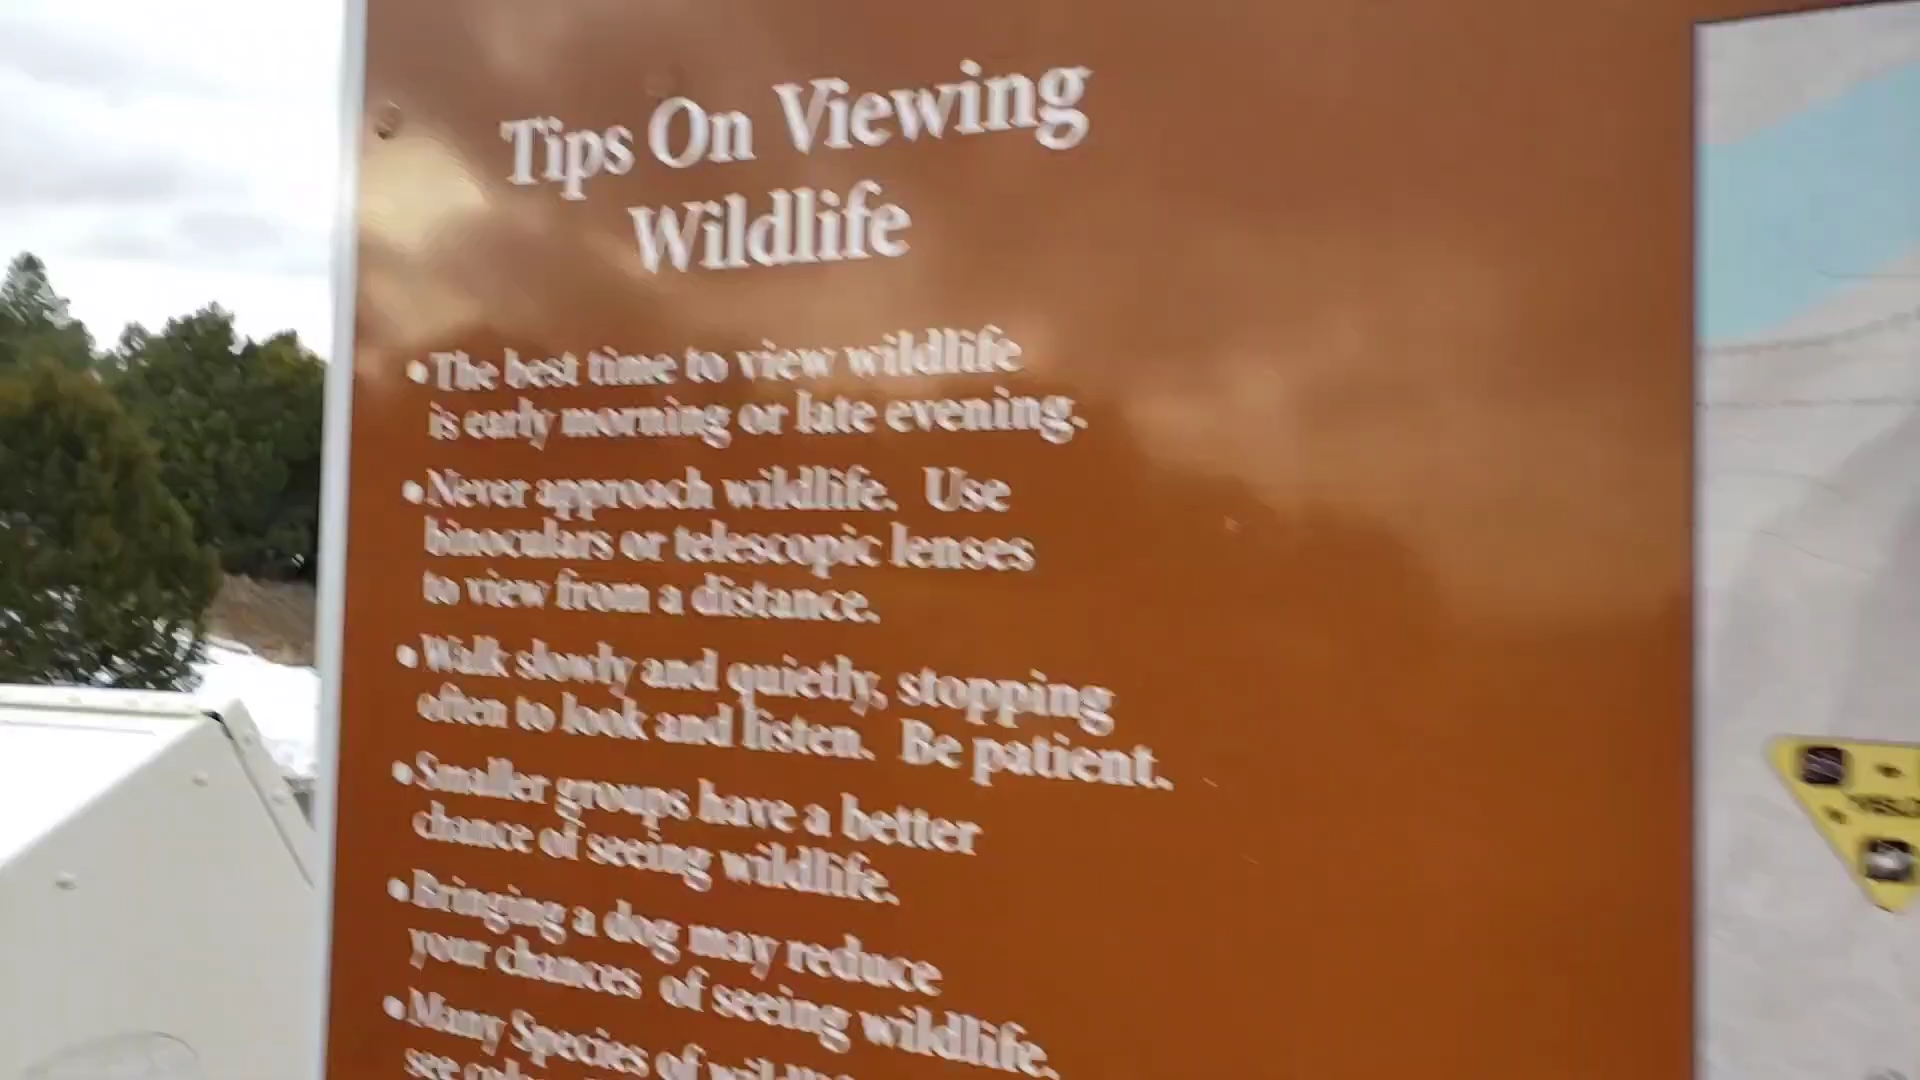 Tips On Viewing
Wildlife
•The best time to view wildlife
is early morning or late evening.
•Never approach wildlife. Use
binoculars or telescopic lenses
to view from a distance.
•Walk slowly and quietly, stopping
often to look and listen. Be patient.
•Smaller groups have a better
chance of seeing wildlife.
•Bringing a dog may reduce
your chances of seeing wildlife.
•Many Species of
see